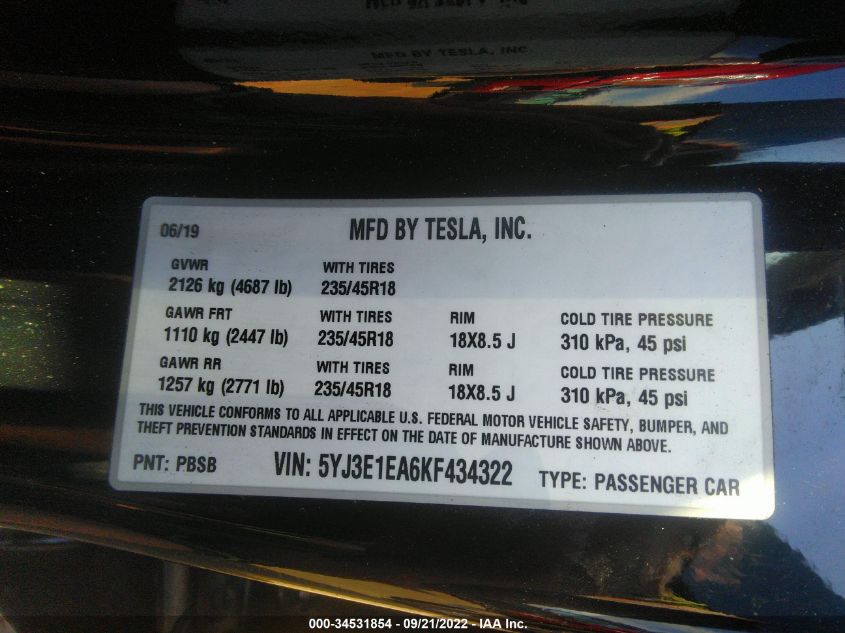 MFD BY TESLA, INC.
06/19 MFD BY TESLA, INC.
GVWR WITH TIRES
2126 kg (4687 lb) 235/45R18
GAWR FRT WITH TIRES RIM COLD TIRE PRESSURE
1110 kg (2447 lb) 235/45R18 18X8.5 J 310 kPa, 45 psi
GAWR RR WITH TIRES RIM COLD TIRE PRESSURE
1257 kg (2771 lb) 235/45R18 18X8.5 J 310 kPa, 45 psi
THIS VEHICLE CONFORMS TO ALL APPLICABLE U.S. FEDERAL MOTOR VEHICLE SAFETY, BUMPER, AND
THEFT PREVENTION STANDARDS IN EFFECT ON THE DATE OF MANUFACTURE SHOWN ABOVE.
PNT: PBSB VIN: 5YJ3E1EA6KF434322 TYPE: PASSENGER CAR
000-34531854 - 09/21/2022 - IAA Inc.